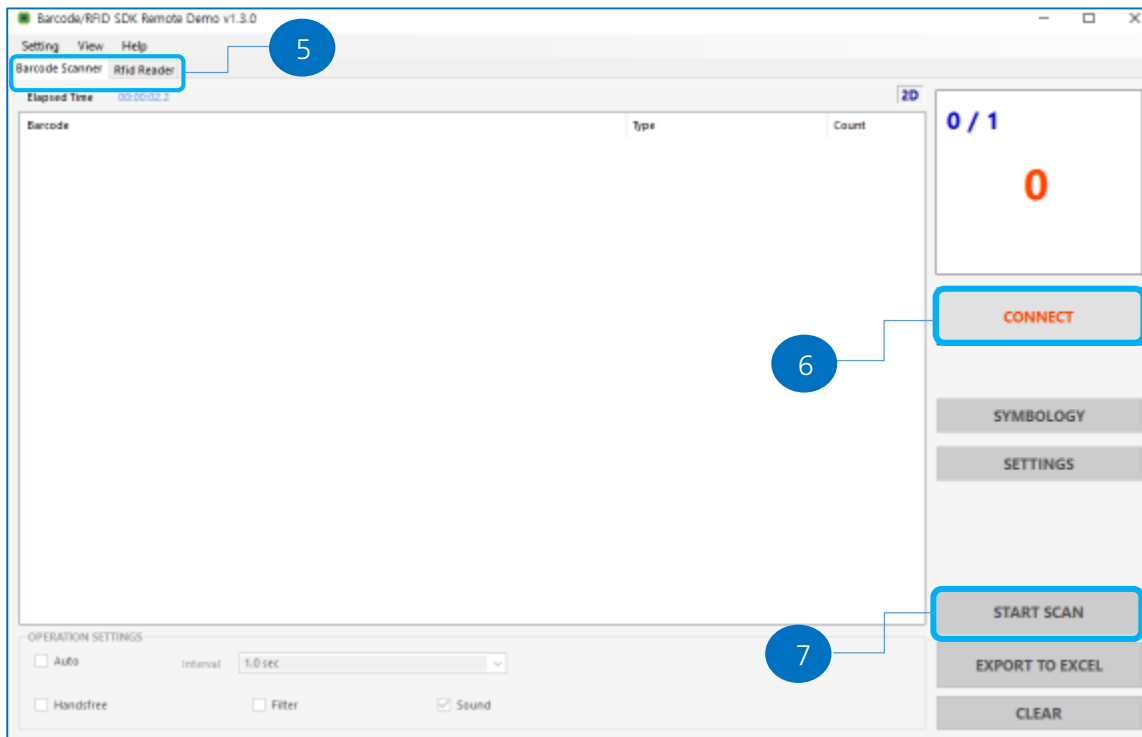 Barcode/RFID SDK Remote Demo v1.3.0
Setting View Help
5
Barcode Scanner Rfid Reader
Elapsed Time 00:00:02.2
2D
Barcode Type Count
0 / 1
0
CONNECT
6
SYMBOLOGY
SETTINGS
START SCAN
OPERATION SETTINGS
Auto Interval 1.0 sec
7
EXPORT TO EXCEL
Handsfree Filter Sound
CLEAR